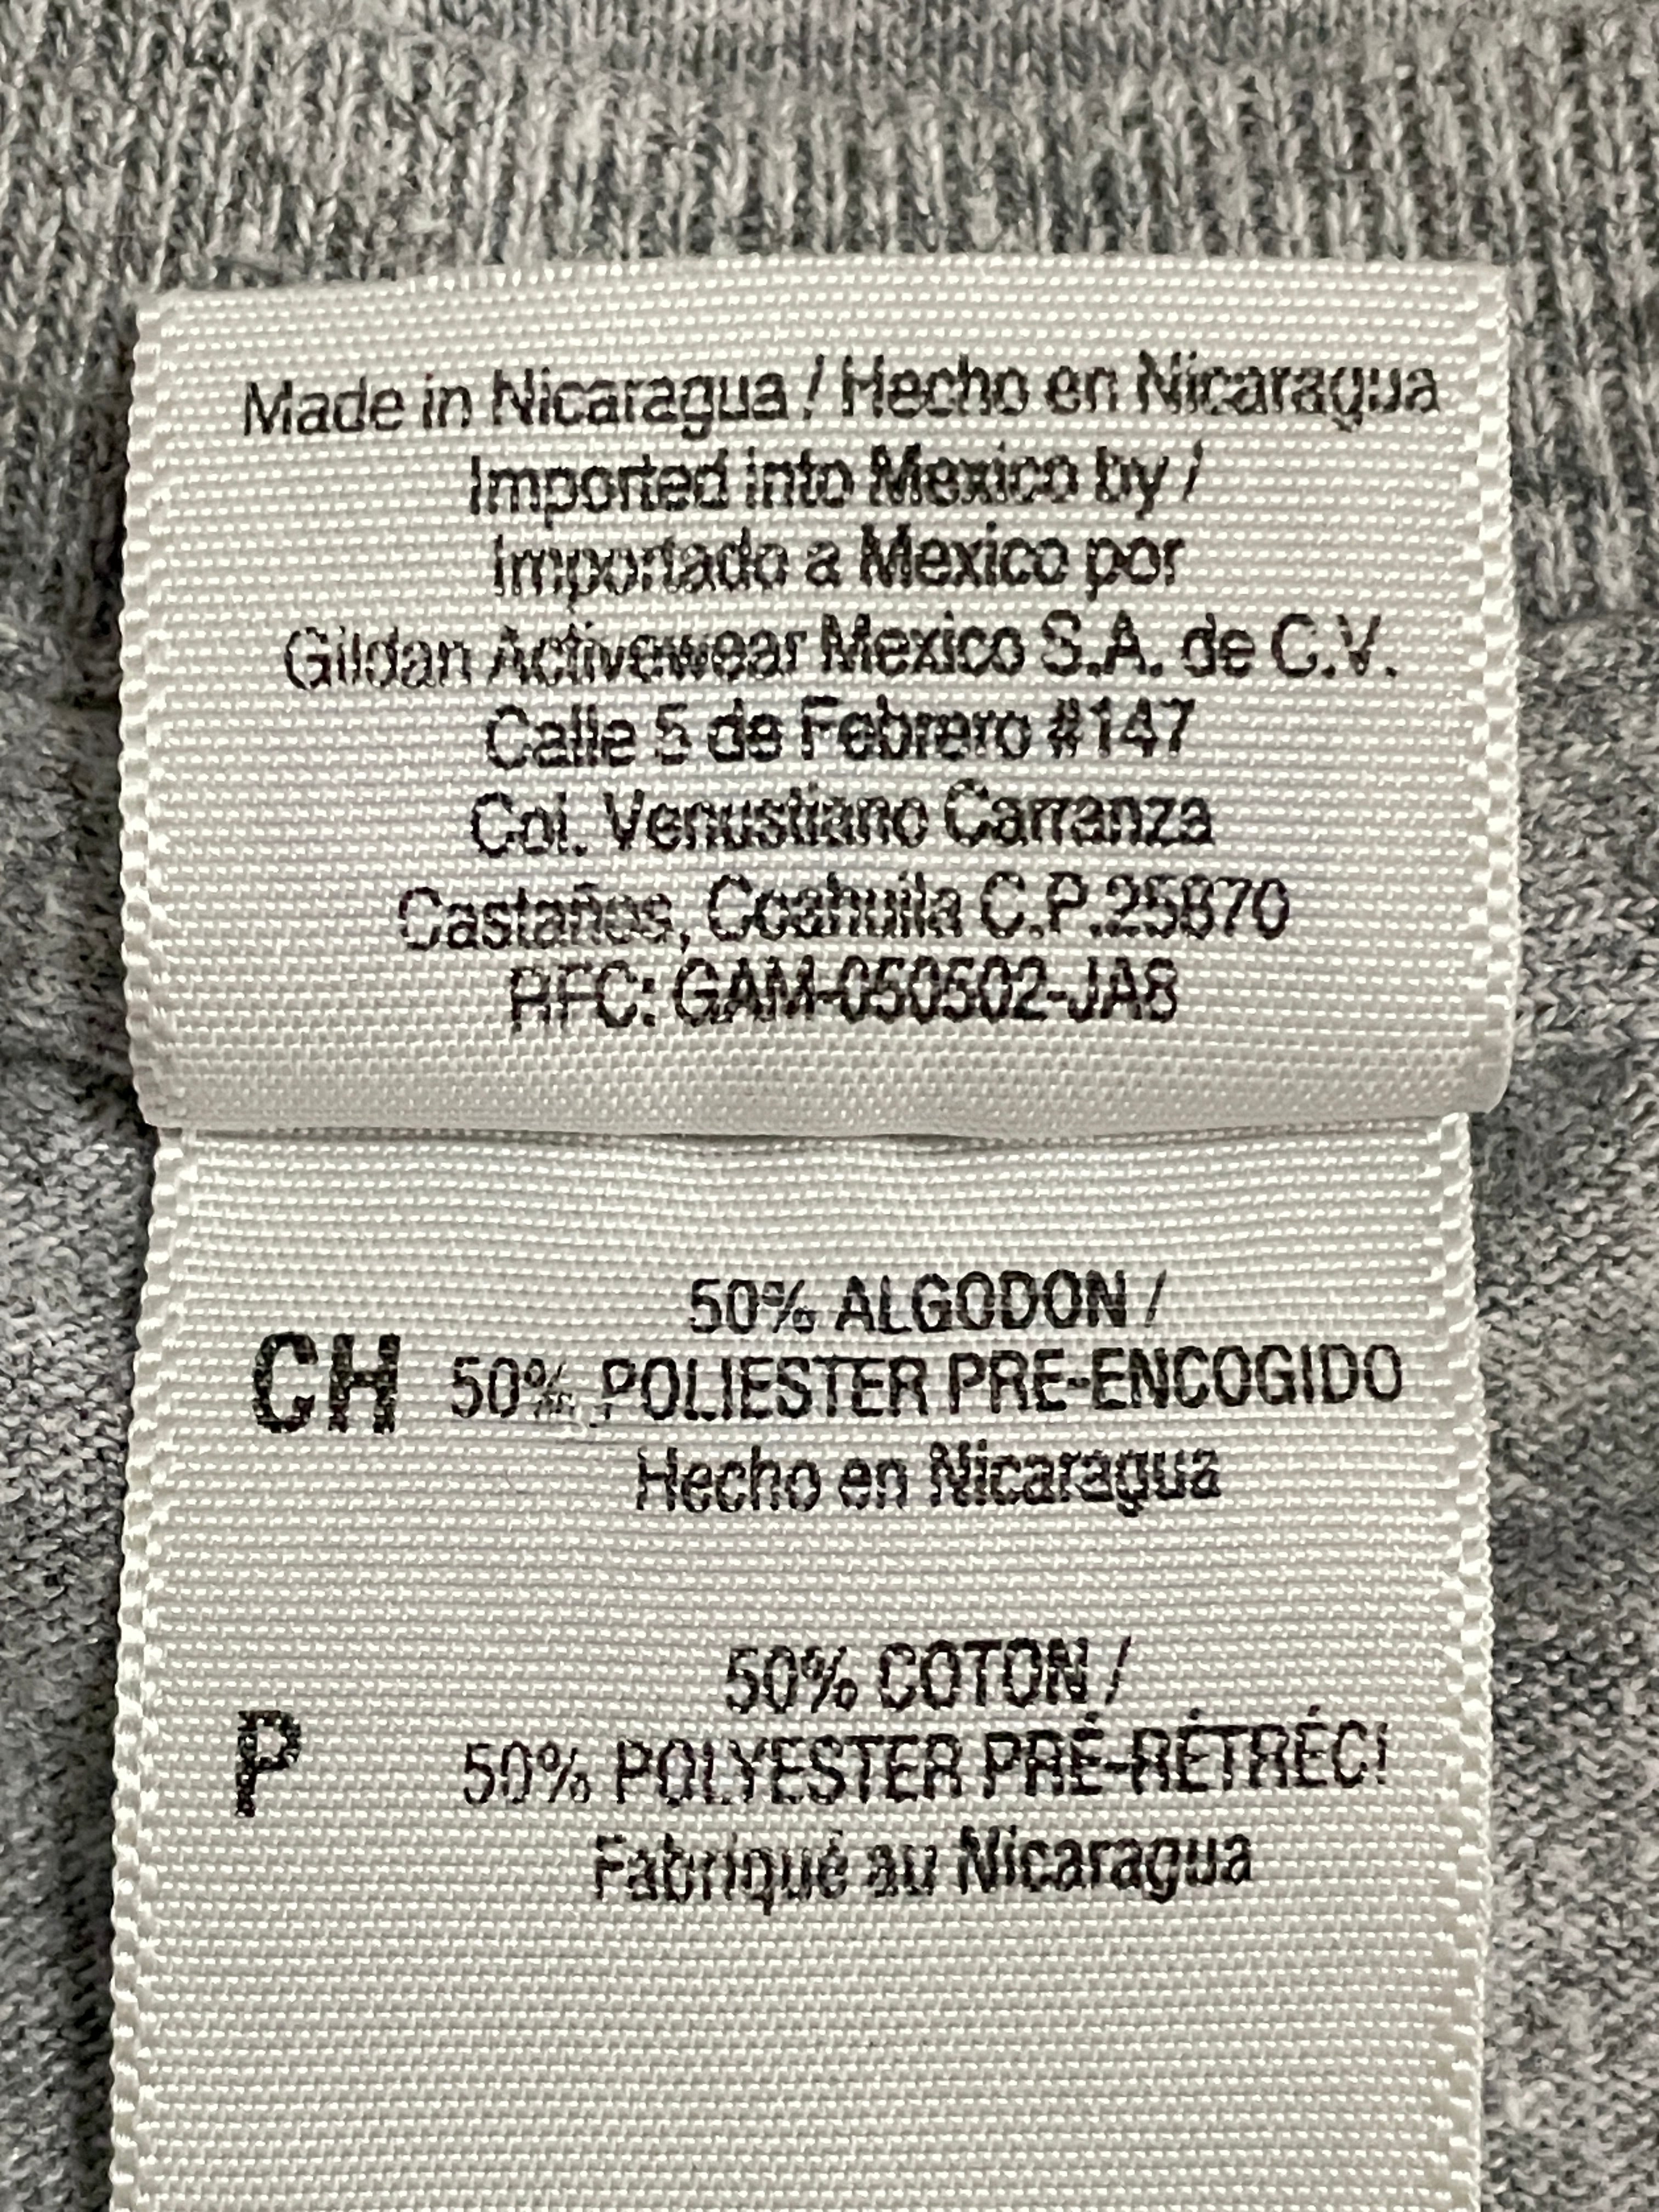 Made in Nicaragua / Hecho en Nicaragua
Imported into Mexico by /
Importado a Mexico por
Gildan Activewear Mexico S.A. de C.V.
Calle 5 de Febrero #147
Col. Venustiano Carranza
Castaños, Coahuila C.P.25870
RFC: GAM-050502-JA8
50% ALGODON /
CH 50% POLIESTER PRE-ENCOGIDO
Hecho en Nicaragua
50% COTON /
P 50% POLYESTER PRÉ-RÉTRÉCI
Fabriqué au Nicaragua